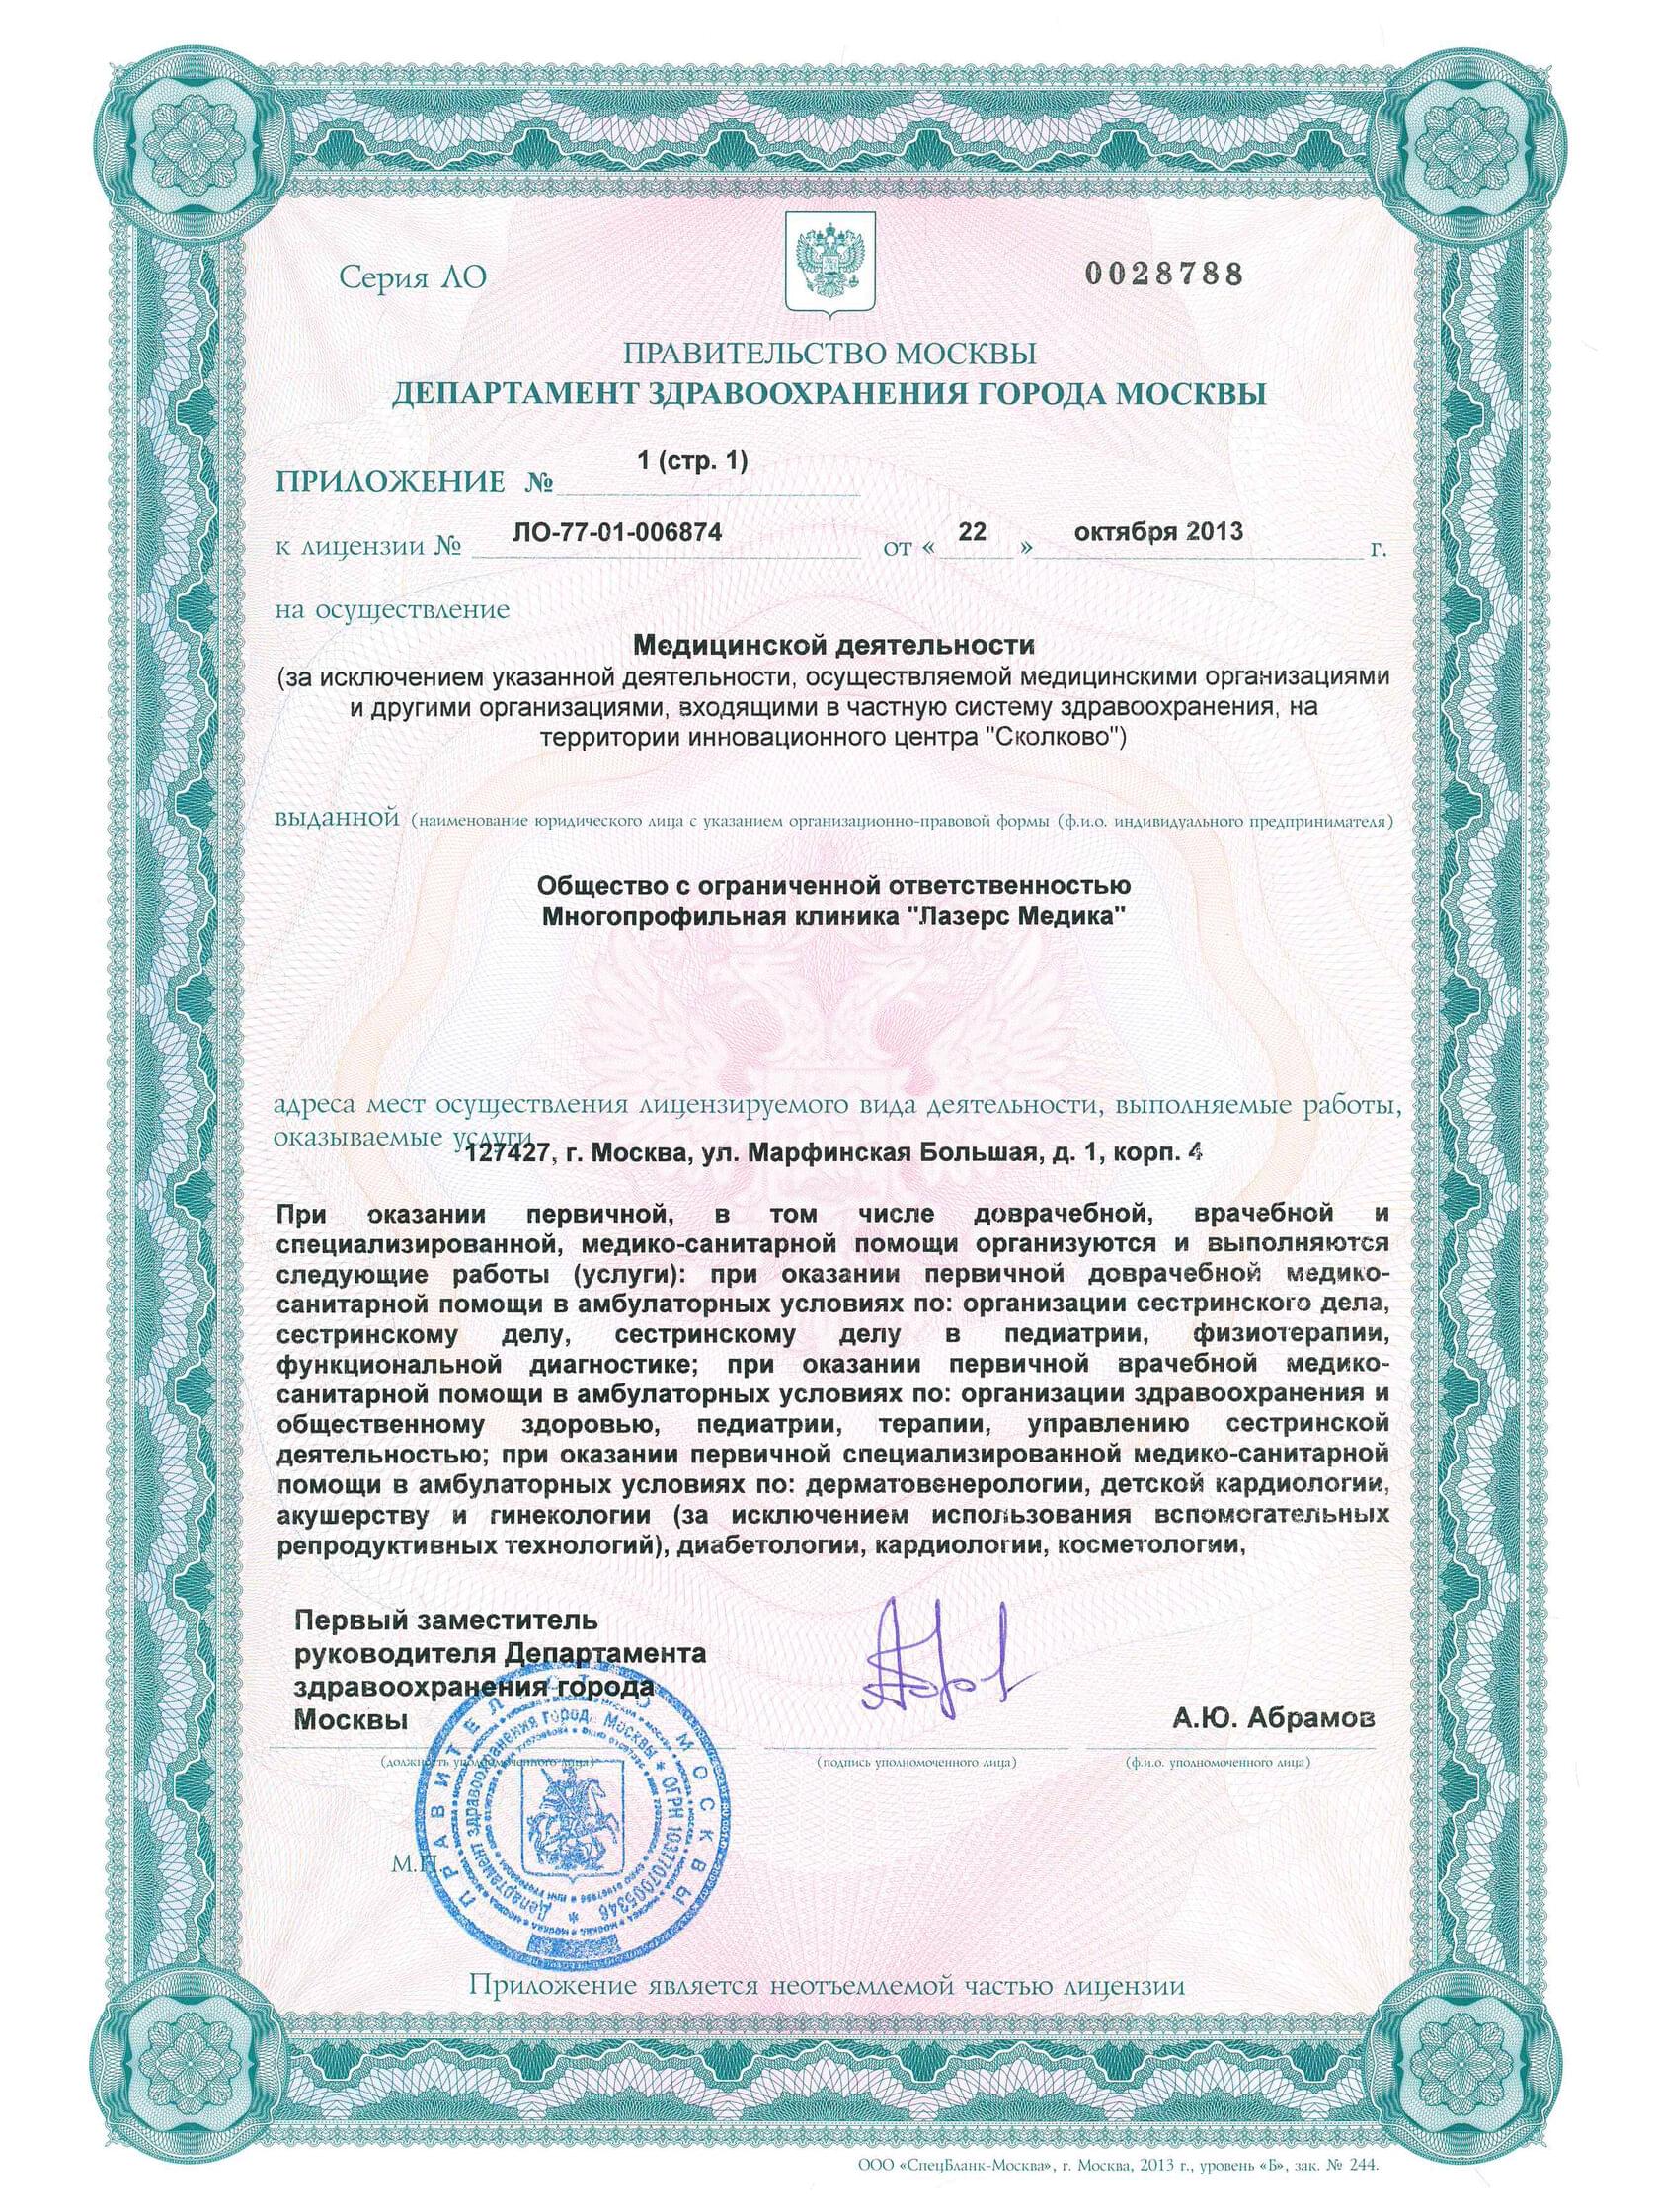 Серия ЛО
0028788
ПРАВИТЕЛЬСТВО МОСКВЫ
ДЕПАРТАМЕНТ ЗДРАВООХРАНЕНИЯ ГОРОДА МОСКВЫ
ПРИЛОЖЕНИЕ № 1 (стр. 1)
к лицензии № ЛО-77-01-006874 от « 22 » октября 2013 г.
на осуществление
Медицинской деятельности
(за исключением указанной деятельности, осуществляемой медицинскими организациями
и другими организациями, входящими в частную систему здравоохранения, на
территории инновационного центра "Сколково")
выданной (наименование юридического лица с указанием организационно-правовой формы (ф.и.о. индивидуального предпринимателя)
Общество с ограниченной ответственностью
Многопрофильная клиника "Лазерс Медика"
адреса мест осуществления лицензируемого вида деятельности, выполняемые работы,
оказываемые услуги
127427, г. Москва, ул. Марфинская Большая, д. 1, корп. 4
При оказании первичной, в том числе доврачебной, врачебной и
специализированной, медико-санитарной помощи организуются и выполняются
следующие работы (услуги): при оказании первичной доврачебной медико-
санитарной помощи в амбулаторных условиях по: организации сестринского дела,
сестринскому делу, сестринскому делу в педиатрии, физиотерапии,
функциональной диагностике; при оказании первичной врачебной медико-
санитарной помощи в амбулаторных условиях по: организации здравоохранения и
общественному здоровью, педиатрии, терапии, управлению сестринской
деятельностью; при оказании первичной специализированной медико-санитарной
помощи в амбулаторных условиях по: дерматовенерологии, детской кардиологии,
акушерству и гинекологии (за исключением использования вспомогательных
репродуктивных технологий), диабетологии, кардиологии, косметологии,
Первый заместитель
руководителя Департамента
здравоохранения города
Москвы
А.Ю. Абрамов
(должность уполномоченного лица)
(подпись уполномоченного лица)
(ф.и.о. уполномоченного лица)
М.П.
ПРАВИТЕЛЬСТВО МОСКВЫ
Департамент здравоохранения города Москвы * ОГРН 1037707005346 *
Приложение является неотъемлемой частью лицензии
ООО «СпецБланк-Москва», г. Москва, 2013 г., уровень «Б», зак. № 244.